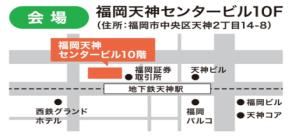 会場
福岡天神センタービル10F
（住所：福岡市中央区天神2丁目14-8）
福岡天神
センタービル10階
福岡証券
取引所
天神ビル
地下鉄天神駅
西鉄グランド
ホテル
福岡
パルコ
福岡ビル
天神コア